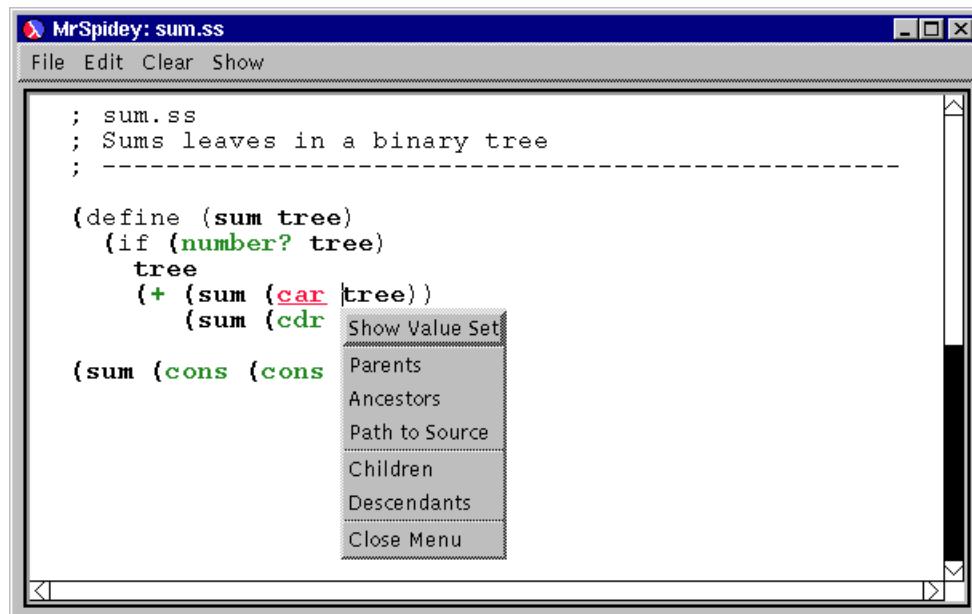 MrSpidey: sum.ss
File Edit Clear Show
; sum.ss
; Sums leaves in a binary tree
; ---------------------------------------------------
(define (sum tree)
(if (number? tree)
tree
(+ (sum (car tree))
(sum (cdr
(sum (cons (cons
Show Value Set
Parents
Ancestors
Path to Source
Children
Descendants
Close Menu